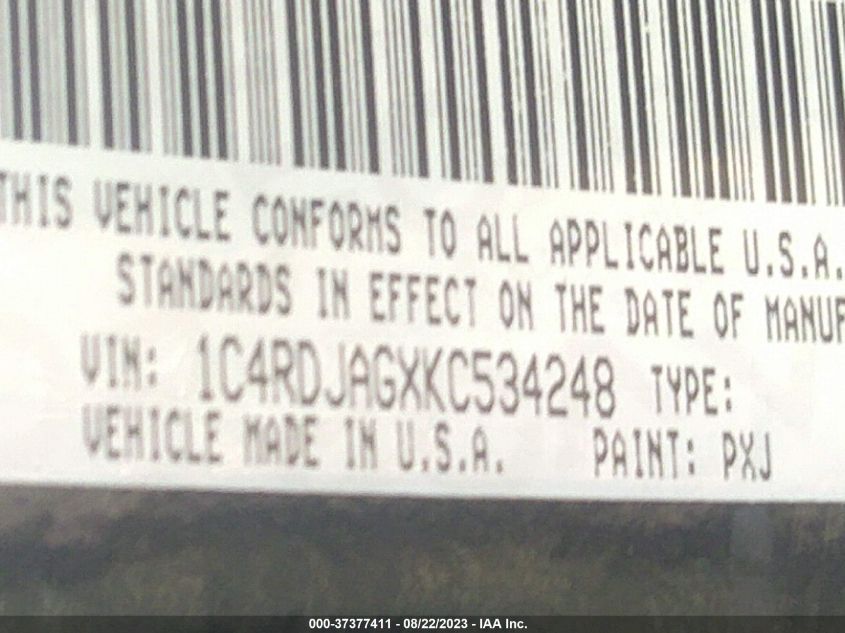 THIS VEHICLE CONFORMS TO ALL APPLICABLE U.S.A.
STANDARDS IN EFFECT ON THE DATE OF MANUF
VIN: 1C4RDJAGXKC534248 TYPE:
VEHICLE MADE IN U.S.A. PAINT: PXJ
000-37377411 - 08/22/2023 - IAA Inc.